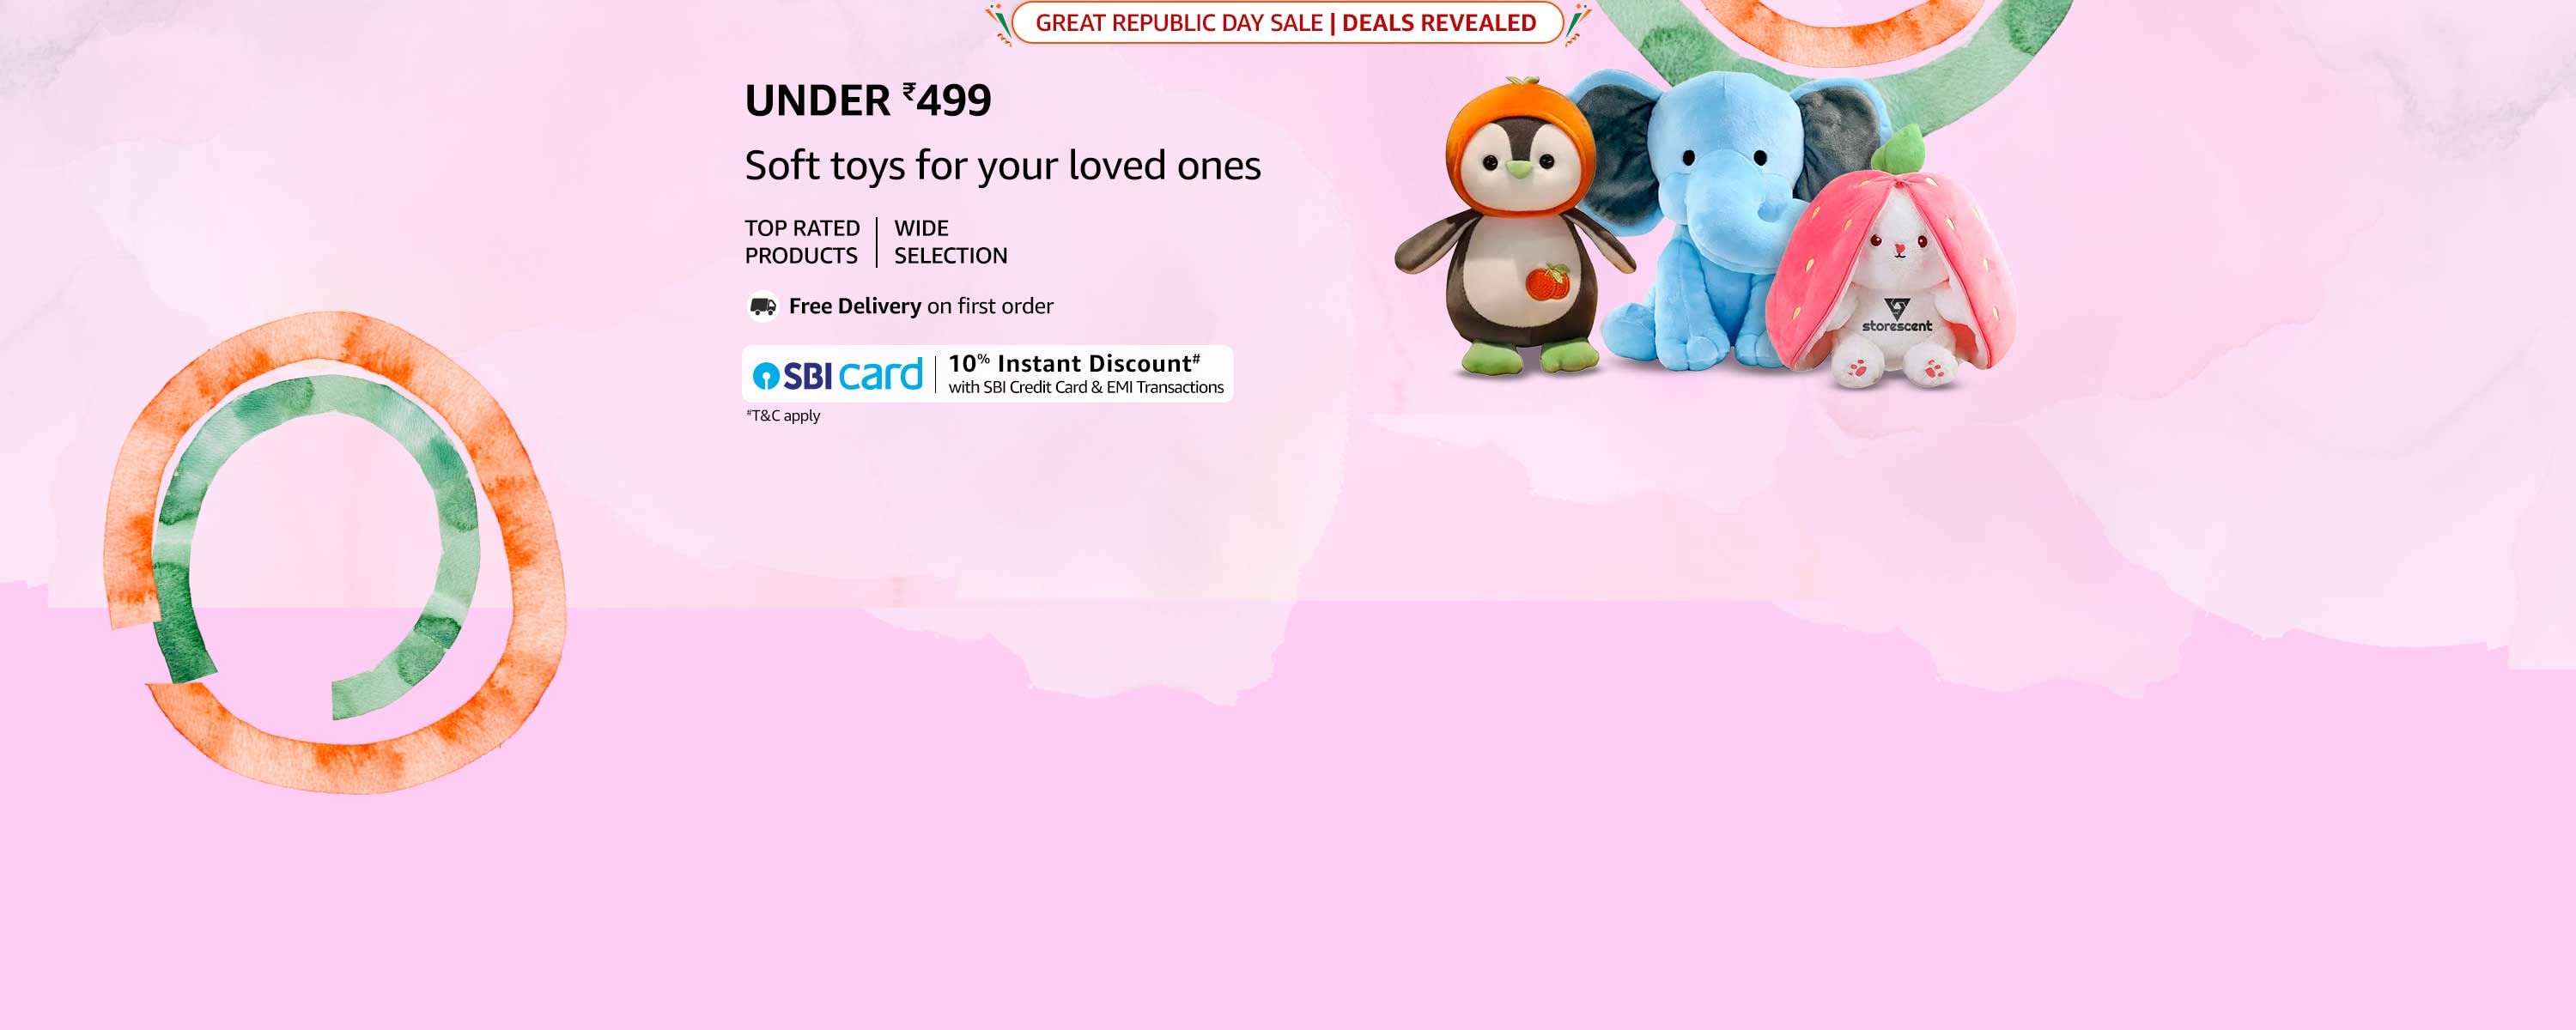 GREAT REPUBLIC DAY SALE | DEALS REVEALED
UNDER ₹499
Soft toys for your loved ones
TOP RATED
PRODUCTS
WIDE
SELECTION
Free Delivery on first order
SBI card
10% Instant Discount#
with SBI Credit Card & EMI Transactions
#T&C apply
storescent